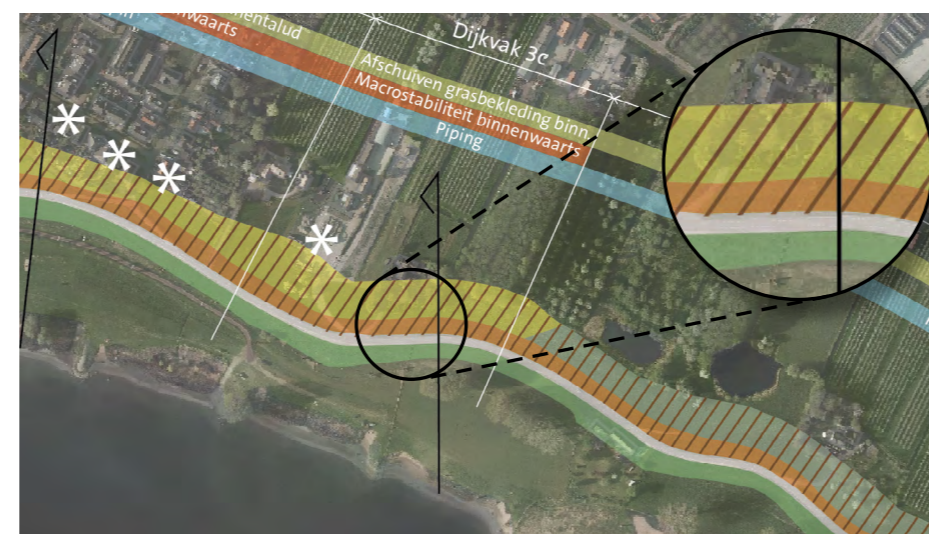 Dijkvak 3c
Afschuiven grasbekleding binn.
Macrostabiliteit binnenwaarts
Piping